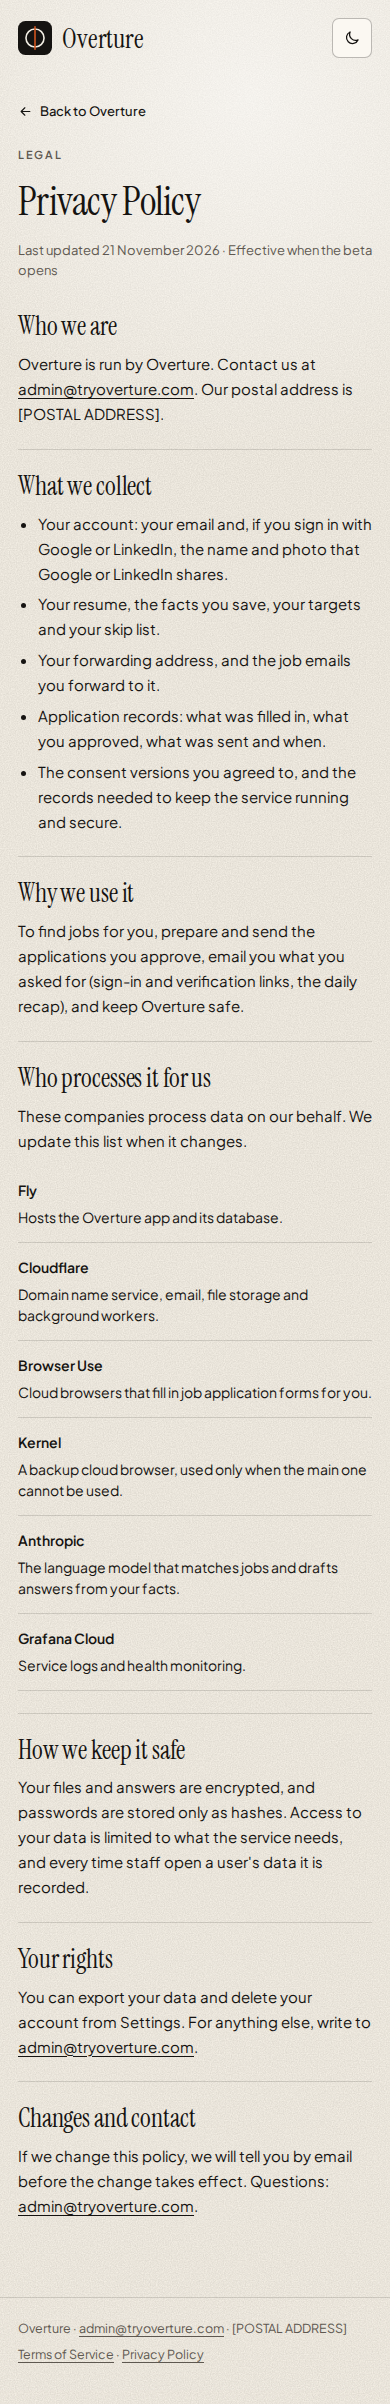 Overture
← Back to Overture
LEGAL
Privacy Policy
Last updated 21 November 2026 · Effective when the beta
opens
Who we are
Overture is run by Overture. Contact us at
admin@tryoverture.com. Our postal address is
[POSTAL ADDRESS].
What we collect
• Your account: your email and, if you sign in with
Google or LinkedIn, the name and photo that
Google or LinkedIn shares.
• Your resume, the facts you save, your targets
and your skip list.
• Your forwarding address, and the job emails
you forward to it.
• Application records: what was filled in, what
you approved, what was sent and when.
• The consent versions you agreed to, and the
records needed to keep the service running
and secure.
Why we use it
To find jobs for you, prepare and send the
applications you approve, email you what you
asked for (sign-in and verification links, the daily
recap), and keep Overture safe.
Who processes it for us
These companies process data on our behalf. We
update this list when it changes.
Fly
Hosts the Overture app and its database.
Cloudflare
Domain name service, email, file storage and
background workers.
Browser Use
Cloud browsers that fill in job application forms for you.
Kernel
A backup cloud browser, used only when the main one
cannot be used.
Anthropic
The language model that matches jobs and drafts
answers from your facts.
Grafana Cloud
Service logs and health monitoring.
How we keep it safe
Your files and answers are encrypted, and
passwords are stored only as hashes. Access to
your data is limited to what the service needs,
and every time staff open a user's data it is
recorded.
Your rights
You can export your data and delete your
account from Settings. For anything else, write to
admin@tryoverture.com.
Changes and contact
If we change this policy, we will tell you by email
before the change takes effect. Questions:
admin@tryoverture.com.
Overture · admin@tryoverture.com · [POSTAL ADDRESS]
Terms of Service · Privacy Policy